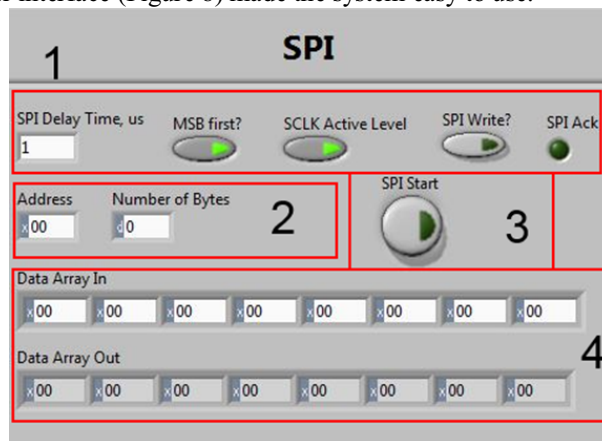 interface (Figure 8) made the system easy to use.
1
SPI
SPI Delay Time, us
MSB first?
SCLK Active Level
SPI Write?
SPI Ack
1
Address
Number of Bytes
2
SPI Start
3
x00
d0
Data Array In
x00 x00 x00 x00 x00 x00 x00 x00
4
Data Array Out
x00 x00 x00 x00 x00 x00 x00 x00